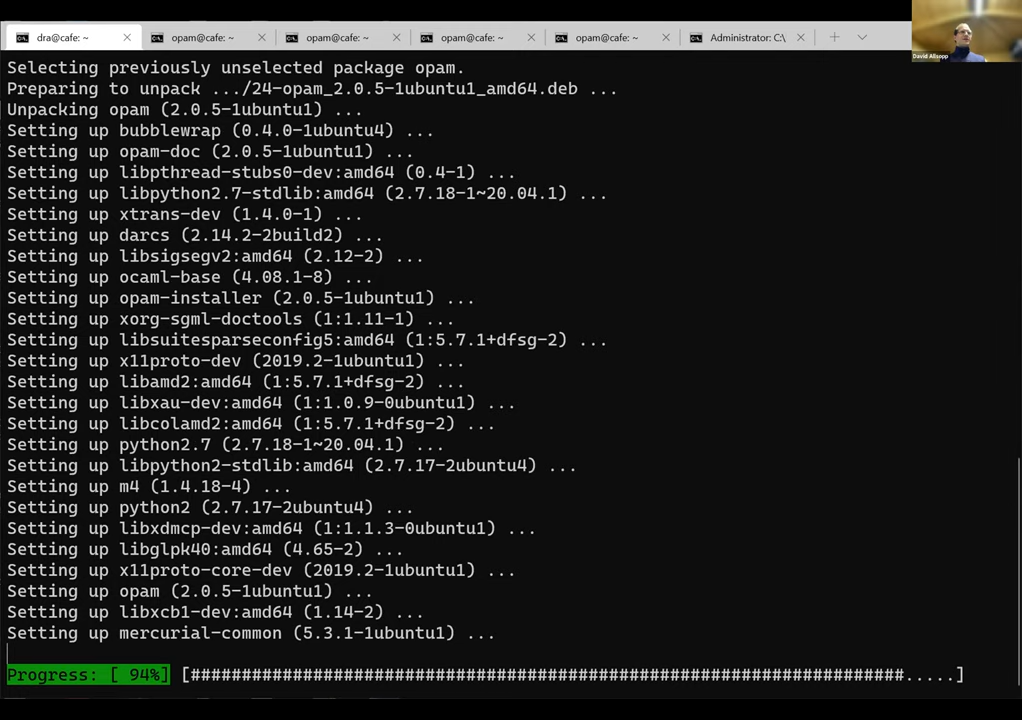 dra@cafe: ~ opam@cafe: ~ opam@cafe: ~ opam@cafe: ~ opam@cafe: ~ Administrator: C:\
David Allsopp
Selecting previously unselected package opam.
Preparing to unpack .../24-opam_2.0.5-1ubuntu1_amd64.deb ...
Unpacking opam (2.0.5-1ubuntu1) ...
Setting up bubblewrap (0.4.0-1ubuntu4) ...
Setting up opam-doc (2.0.5-1ubuntu1) ...
Setting up libpthread-stubs0-dev:amd64 (0.4-1) ...
Setting up libpython2.7-stdlib:amd64 (2.7.18-1~20.04.1) ...
Setting up xtrans-dev (1.4.0-1) ...
Setting up darcs (2.14.2-2build2) ...
Setting up libsigsegv2:amd64 (2.12-2) ...
Setting up ocaml-base (4.08.1-8) ...
Setting up opam-installer (2.0.5-1ubuntu1) ...
Setting up xorg-sgml-doctools (1:1.11-1) ...
Setting up libsuitesparseconfig5:amd64 (1:5.7.1+dfsg-2) ...
Setting up x11proto-dev (2019.2-1ubuntu1) ...
Setting up libamd2:amd64 (1:5.7.1+dfsg-2) ...
Setting up libxau-dev:amd64 (1:1.0.9-0ubuntu1) ...
Setting up libcolamd2:amd64 (1:5.7.1+dfsg-2) ...
Setting up python2.7 (2.7.18-1~20.04.1) ...
Setting up libpython2-stdlib:amd64 (2.7.17-2ubuntu4) ...
Setting up m4 (1.4.18-4) ...
Setting up python2 (2.7.17-2ubuntu4) ...
Setting up libxdmcp-dev:amd64 (1:1.1.3-0ubuntu1) ...
Setting up libglpk40:amd64 (4.65-2) ...
Setting up x11proto-core-dev (2019.2-1ubuntu1) ...
Setting up opam (2.0.5-1ubuntu1) ...
Setting up libxcb1-dev:amd64 (1.14-2) ...
Setting up mercurial-common (5.3.1-1ubuntu1) ...
Progress: [ 94%] [####################################################################################.....]